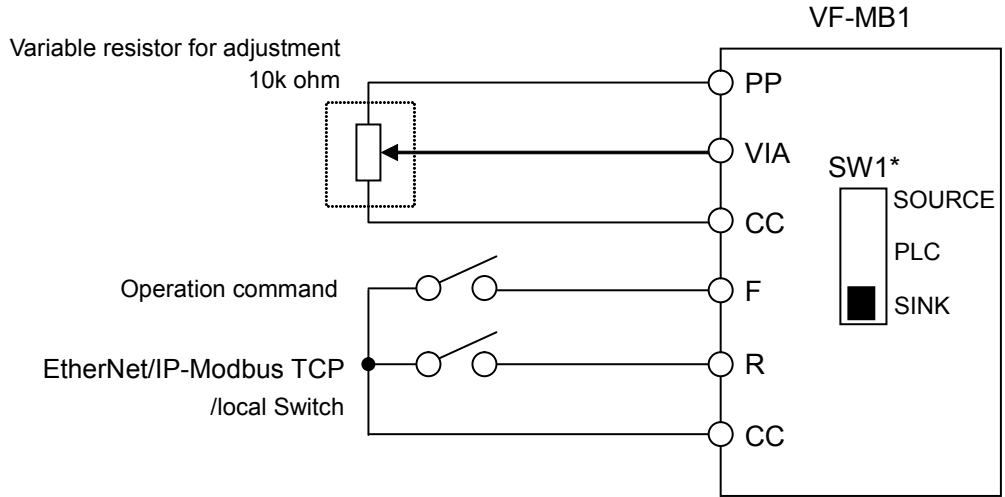 VF-MB1
Variable resistor for adjustment
10k ohm
PP
VIA
CC
SW1*
SOURCE
PLC
SINK
Operation command
F
EtherNet/IP-Modbus TCP
/local Switch
R
CC